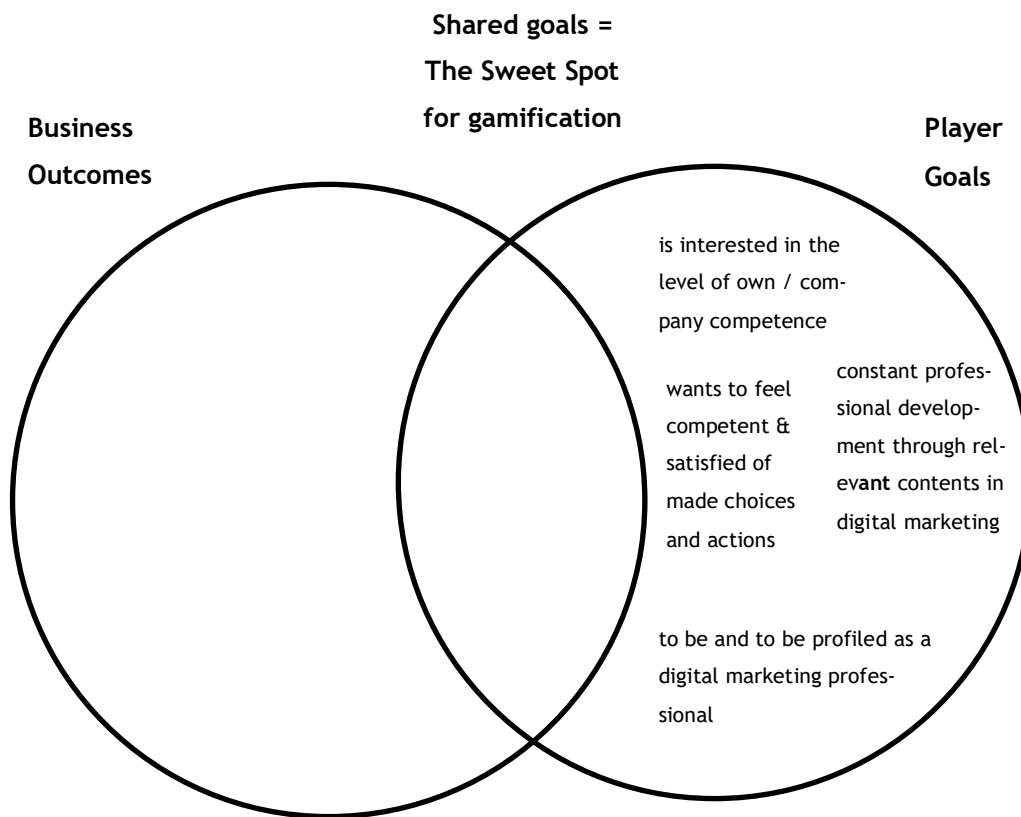 Shared goals =
The Sweet Spot
for gamification
Business
Outcomes
Player
Goals
is interested in the
level of own / com-
pany competence
wants to feel
competent &
satisfied of
made choices
and actions
constant profes-
sional develop-
ment through rel-
evant contents in
digital marketing
to be and to be profiled as a
digital marketing profes-
sional